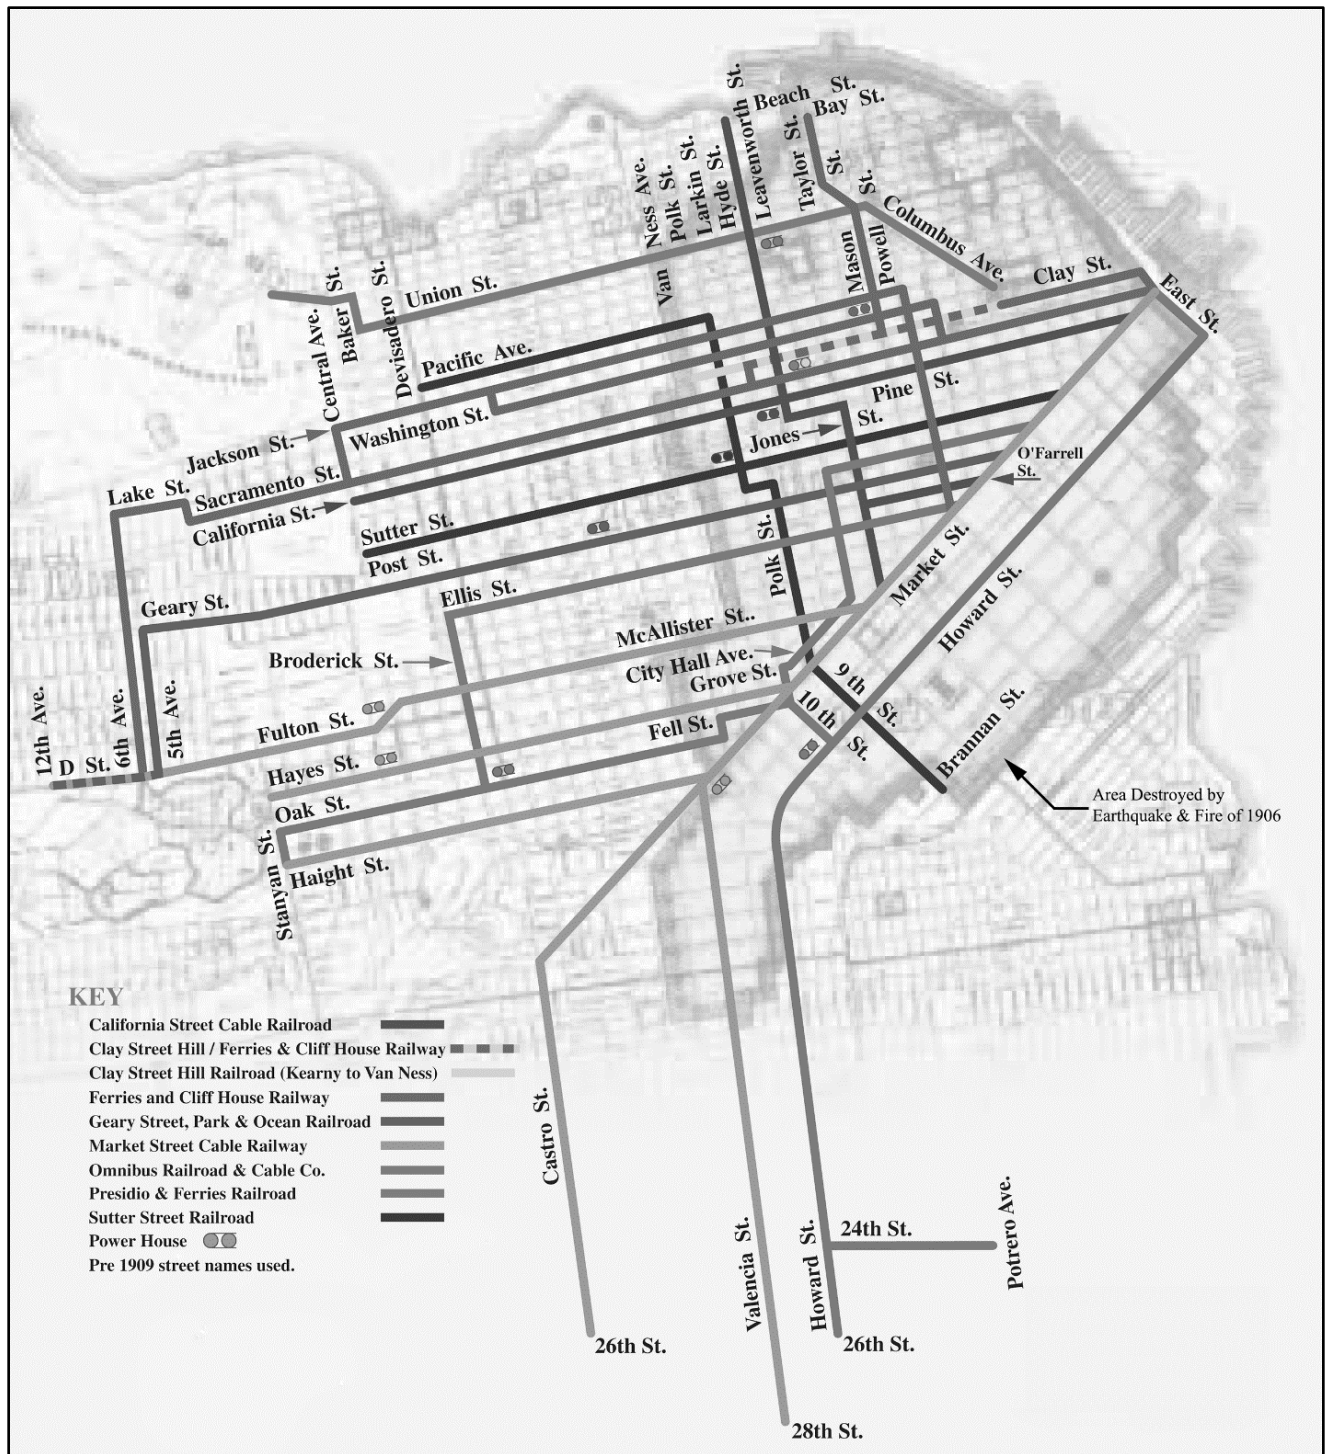 Beach St.
Bay St.
Ness Ave.
Polk St.
Larkin St.
Hyde St.
Leavenworth St.
Taylor St.
St.
St.
Columbus Ave.
Van
Mason
Powell
Clay St.
East St.
Union St.
Central Ave.
Baker St.
Devisadero St.
Pacific Ave.
Pine St.
Washington St.
Jackson St.
Jones St.
O'Farrell
St.
Lake St.
Sacramento St.
California St.
Sutter St.
Post St.
Polk St.
Market St.
Howard St.
Geary St.
Ellis St.
McAllister St..
Broderick St.
City Hall Ave.
Grove St.
9 th St.
10 th St.
Brannan St.
12th Ave.
D St.
6th Ave.
5th Ave.
Fulton St.
Fell St.
Hayes St.
Oak St.
Stanyan St.
Haight St.
Area Destroyed by
Earthquake & Fire of 1906
KEY
California Street Cable Railroad
Clay Street Hill / Ferries & Cliff House Railway
Clay Street Hill Railroad (Kearny to Van Ness)
Ferries and Cliff House Railway
Geary Street, Park & Ocean Railroad
Market Street Cable Railway
Omnibus Railroad & Cable Co.
Presidio & Ferries Railroad
Sutter Street Railroad
Power House
Pre 1909 street names used.
Castro St.
Valencia St.
Howard St.
24th St.
Potrero Ave.
26th St.
26th St.
28th St.